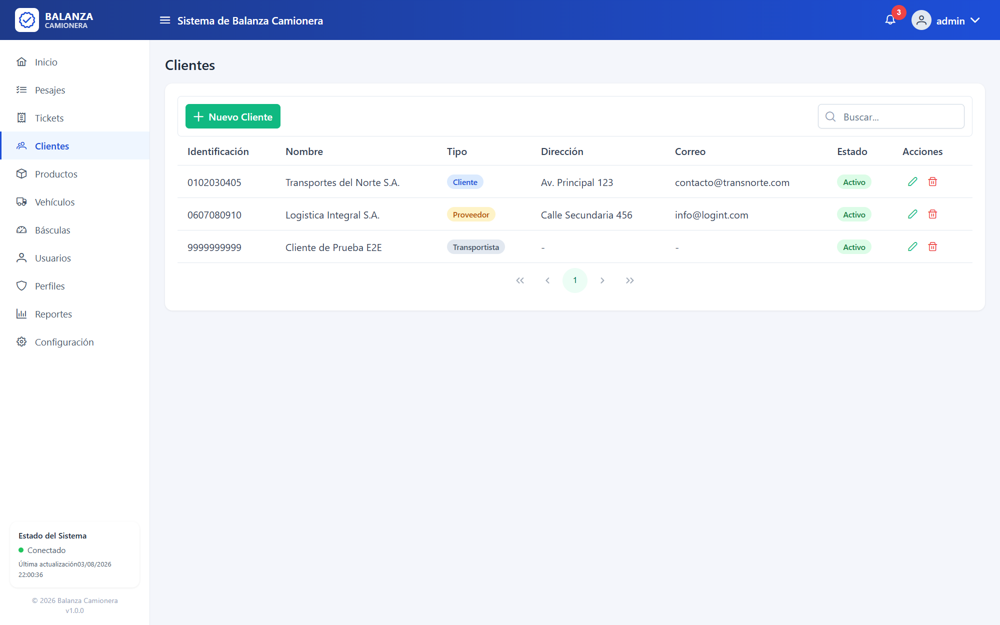 BALANZA
CAMIONERA
Sistema de Balanza Camionera
3
admin
Inicio
Pesajes
Tickets
Clientes
Productos
Vehículos
Básculas
Usuarios
Perfiles
Reportes
Configuración
Estado del Sistema
Conectado
Última actualización03/08/2026
22:00:36
© 2026 Balanza Camionera
v1.0.0
Clientes
Nuevo Cliente
Buscar...
Identificación Nombre Tipo Dirección Correo Estado Acciones
0102030405 Transportes del Norte S.A. Cliente Av. Principal 123 contacto@transnorte.com Activo
0607080910 Logistica Integral S.A. Proveedor Calle Secundaria 456 info@logint.com Activo
9999999999 Cliente de Prueba E2E Transportista - - Activo
1